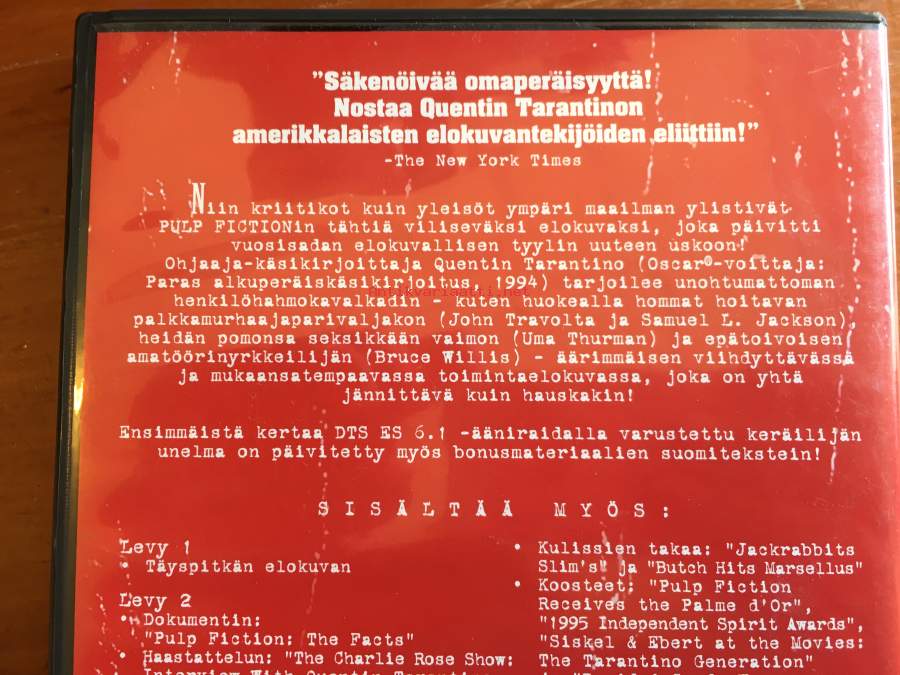 "Säkenöivää omaperäisyyttä!
Nostaa Quentin Tarantinon
amerikkalaisten elokuvantekijöiden eliittiin!"
-The New York Times
Niin kriitikot kuin yleisöt ympäri maailman ylistivät
PULP FICTIONin tähtiä viliseväksi elokuvaksi, joka päivitti
vuosisadan elokuvallisen tyylin uuteen uskoon!
Ohjaaja-käsikirjoittaja Quentin Tarantino (Oscar®-voittaja:
Paras alkuperäiskäsikirjoitus, 1994) tarjoilee unohtumattoman
Antikvariaatti.net
henkilöhahmokavalkadin - kuten huokealla hommat hoitavan
palkkamurhaajaparivaljakon (John Travolta ja Samuel L. Jackson),
heidän pomonsa seksikkään vaimon (Uma Thurman) ja epätoivoisen
amatöörinyrkkeilijän (Bruce Willis) - äärimmäisen viihdyttävässä
ja mukaansatempaavassa toimintaelokuvassa, joka on yhtä
jännittävä kuin hauskakin!
Ensimmäistä kertaa DTS ES 6.1 -ääniraidalla varustettu keräilijän
unelma on päivitetty myös bonusmateriaalien suomitekstein!
SISÄLTÄÄ MYÖS:
Levy 1
• Täyspitkän elokuvan
Levy 2
• Dokumentin:
"Pulp Fiction: The Facts"
• Haastattelun: "The Charlie Rose Show:
Interview With Quentin Tarantino
• Kulissien takaa: "Jackrabbits
Slim's" ja "Butch Hits Marsellus"
• Koosteet: "Pulp Fiction
Receives the Palme d'Or",
"1995 Independent Spirit Awards",
"Siskel & Ebert at the Movies:
The Tarantino Generation"